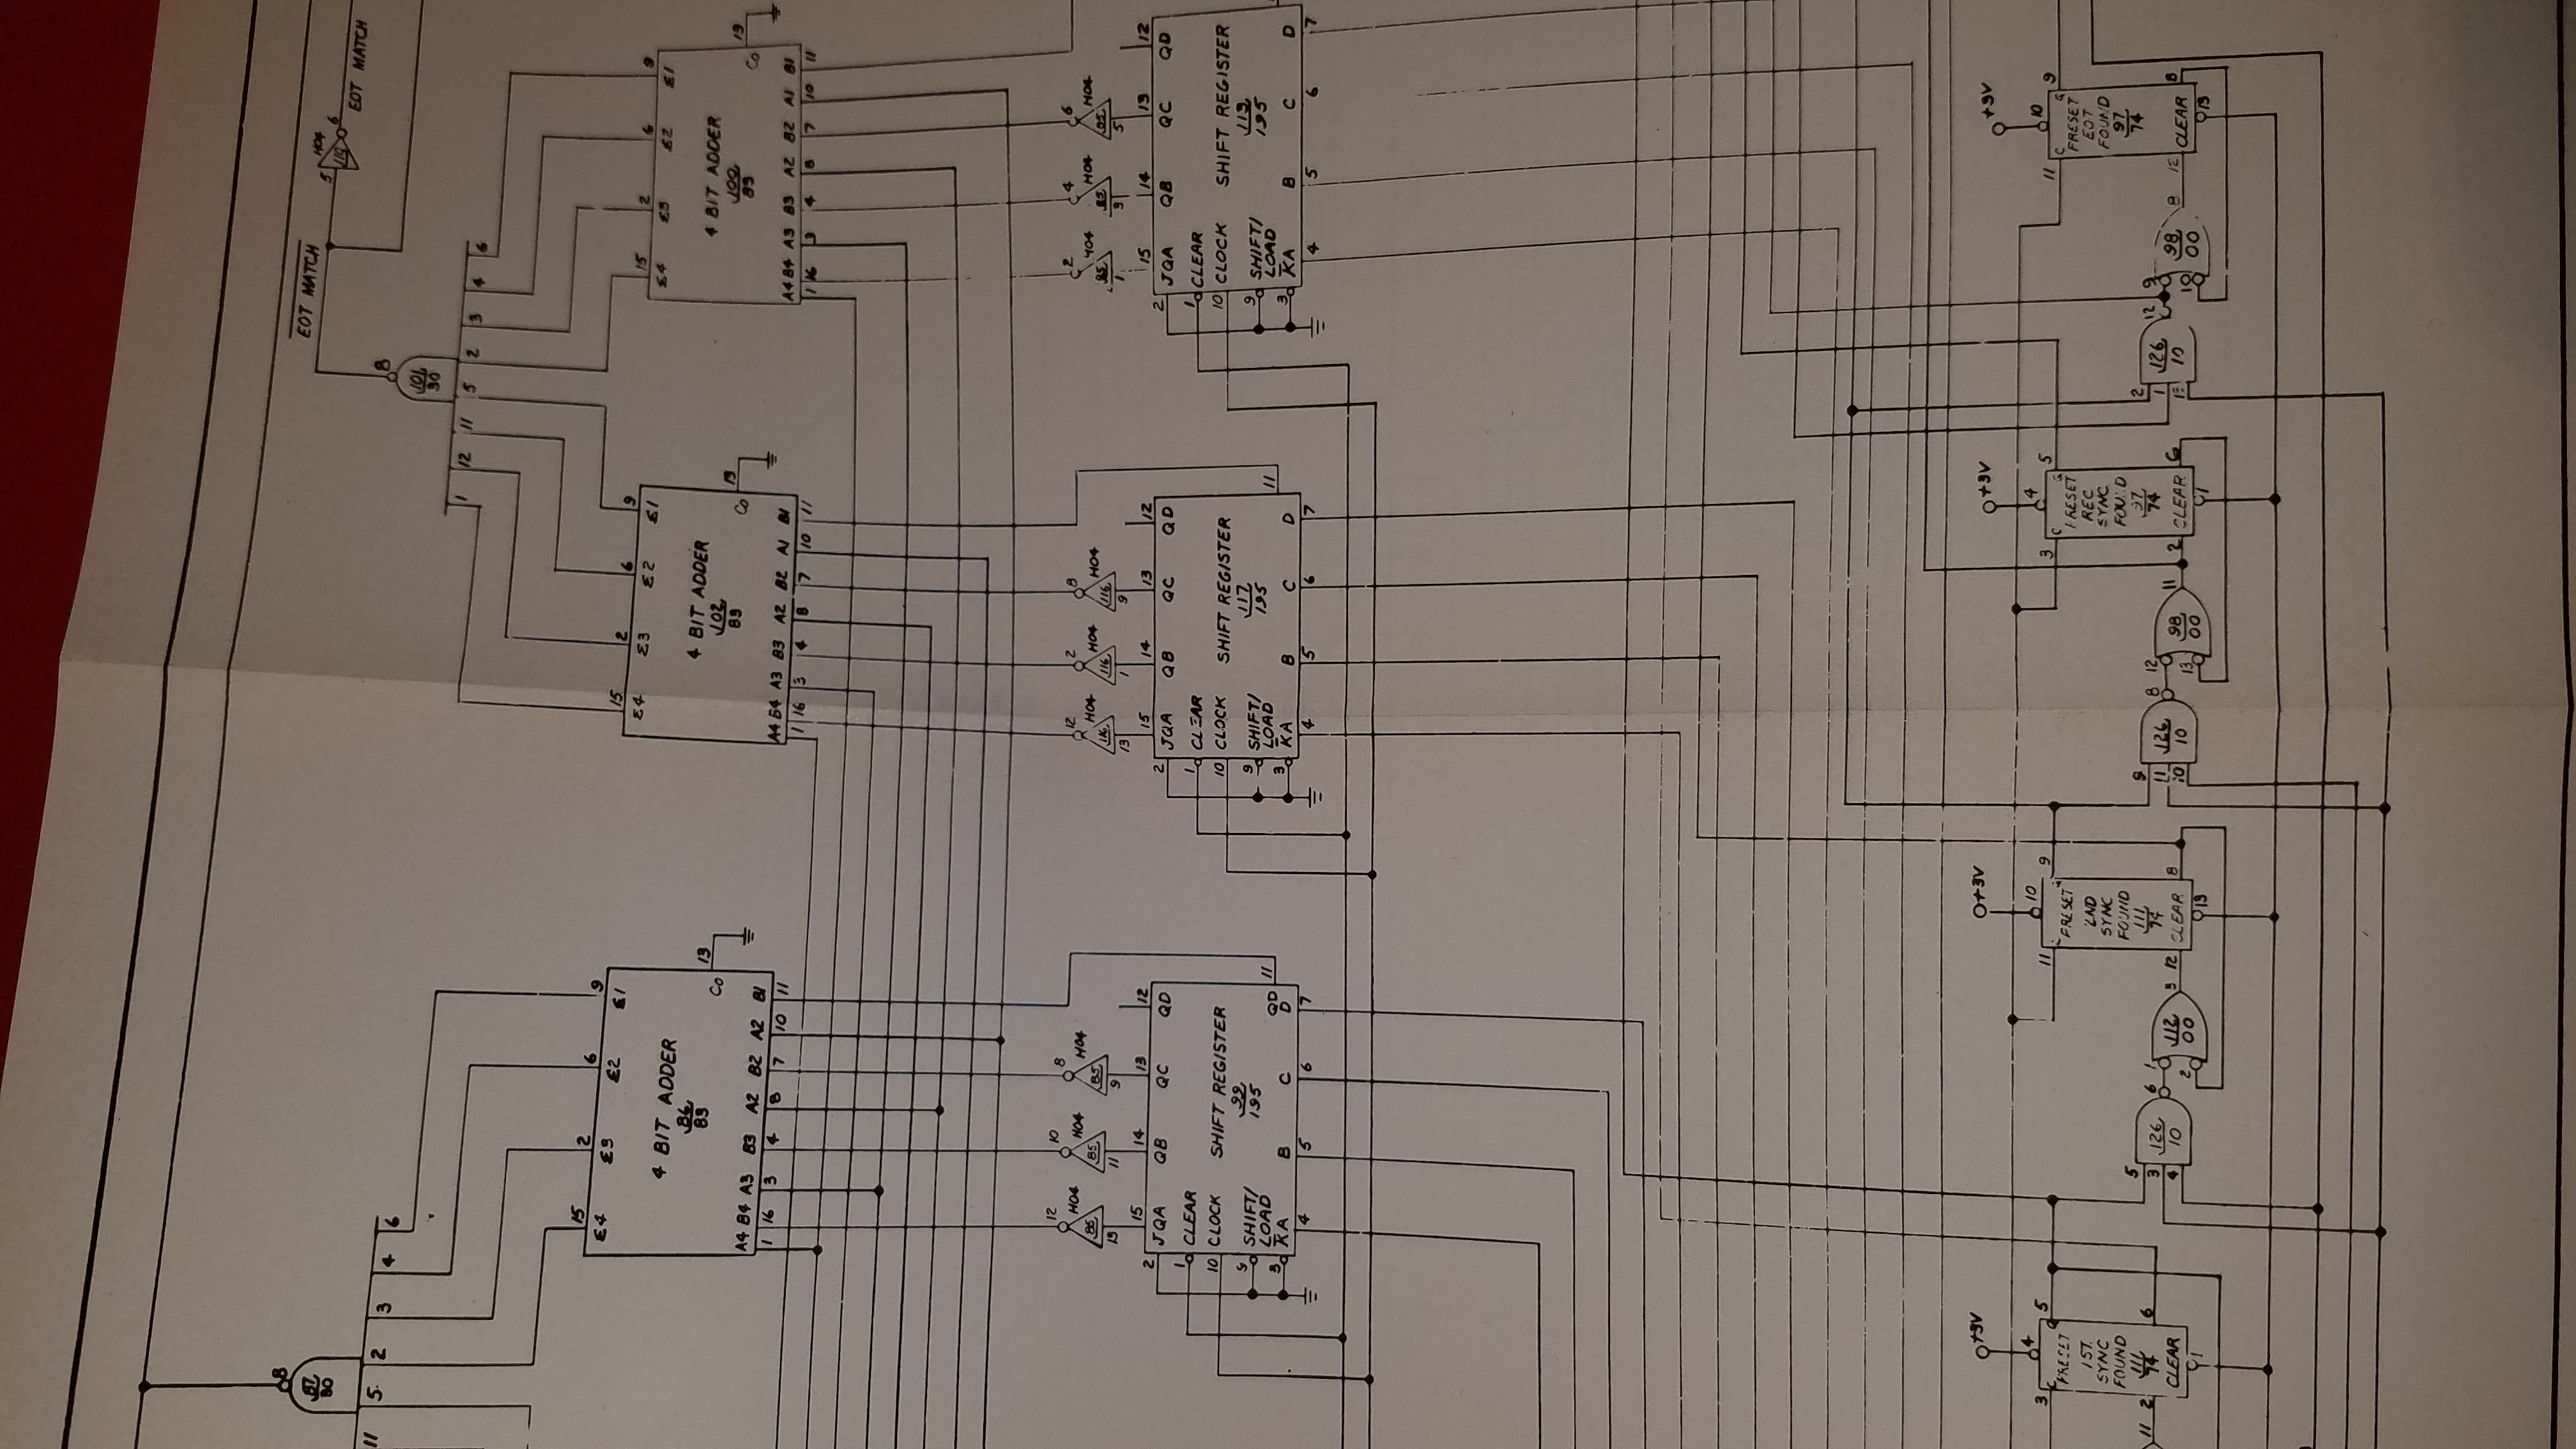 EOT MATCH
5 H04 6
110
EOT MATCH
8
87
80
11 5 2 3 4 6
8
101
30
1 12 11 5 2 3 4 6
15 2 6 9
Σ4 Σ3 Σ2 Σ1
4 BIT ADDER
86
83
C0 13
A4 B4 A3 B3 A2 B2 A2 B1
1 16 3 4 8 7 10 11
15 2 6 9
Σ4 Σ3 Σ2 Σ1
4 BIT ADDER
102
83
C0 13
A4 B4 A3 B3 A2 B2 A1 B1
1 16 3 4 8 7 10 11
15 2 6 9
Σ4 Σ3 Σ2 Σ1
4 BIT ADDER
100
83
C0 13
A4 B4 A3 B3 A2 B2 A1 B1
1 16 3 4 8 7 10 11
12 10 8
H04 H04 H04
85 85 85
13 11 9
15 14 13 12
2 JQA QB QC QD
1 CLEAR
10 CLOCK SHIFT REGISTER
99
195
9 SHIFT/
LOAD
QD 11
3 K̅A B C D
4 5 6 7
12 2 8
H04 H04 H04
116 116 116
13 1 9
15 14 13 12
2 JQA QB QC QD
1 CLEAR
10 CLOCK SHIFT REGISTER
117
195
9 SHIFT/
LOAD
11
3 K̅A B C D
4 5 6 7
2 4 6
H04 H04 H04
85 85 85
1 3 5
15 14 13 12
2 JQA QB QC QD
1 CLEAR
10 CLOCK SHIFT REGISTER
113
195
9 SHIFT/
LOAD
3 K̅A B C D
4 5 6 7
+3V
4
3 C 5
PRESET
1ST
SYNC
FOUND
111
74
11 2 6
CLEAR
1
5
3
4
126
10
6 1
2
112
00
3
+3V
10
11 9
PRESET
2ND
SYNC
FOUND
111
74
12 CLEAR 8
13
9
11
10
126
10
8 12
13
98
00
11
+3V
4
3 C 5
PRESET
REC
SYNC
FOUND
97
74
2 CLEAR 6
1
2
1
13
126
10
12 9
10
98
00
8
+3V
10
11 C 9
PRESET
EOT
FOUND
97
74
12 CLEAR 8
13